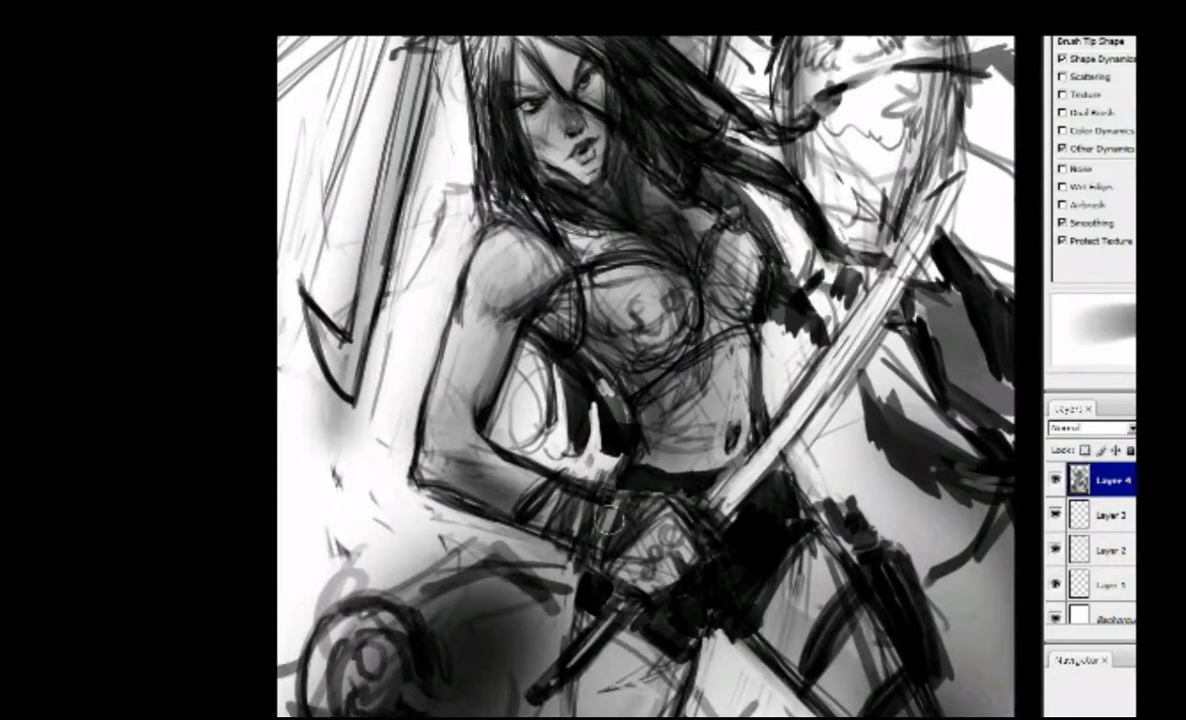 Brush Tip Shape
Shape Dynamics
Scattering
Texture
Dual Brush
Color Dynamics
Other Dynamics
Noise
Wet Edges
Airbrush
Smoothing
Protect Texture
Layers
Normal
Lock:
Layer 4
Layer 3
Layer 2
Layer 1
Navigator